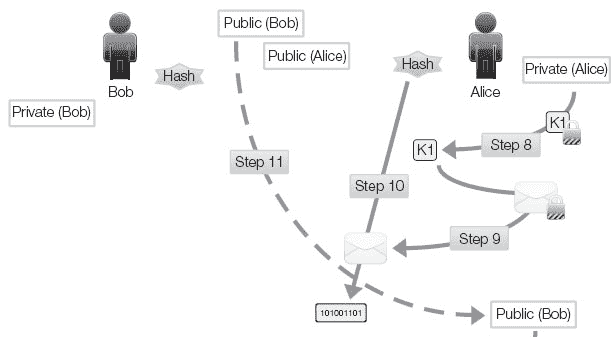 Public (Bob)
Public (Alice)
Hash
Bob
Hash
Alice
Private (Alice)
Private (Bob)
K1
K1
Step 8
Step 11
Step 10
Step 9
101001101
Public (Bob)